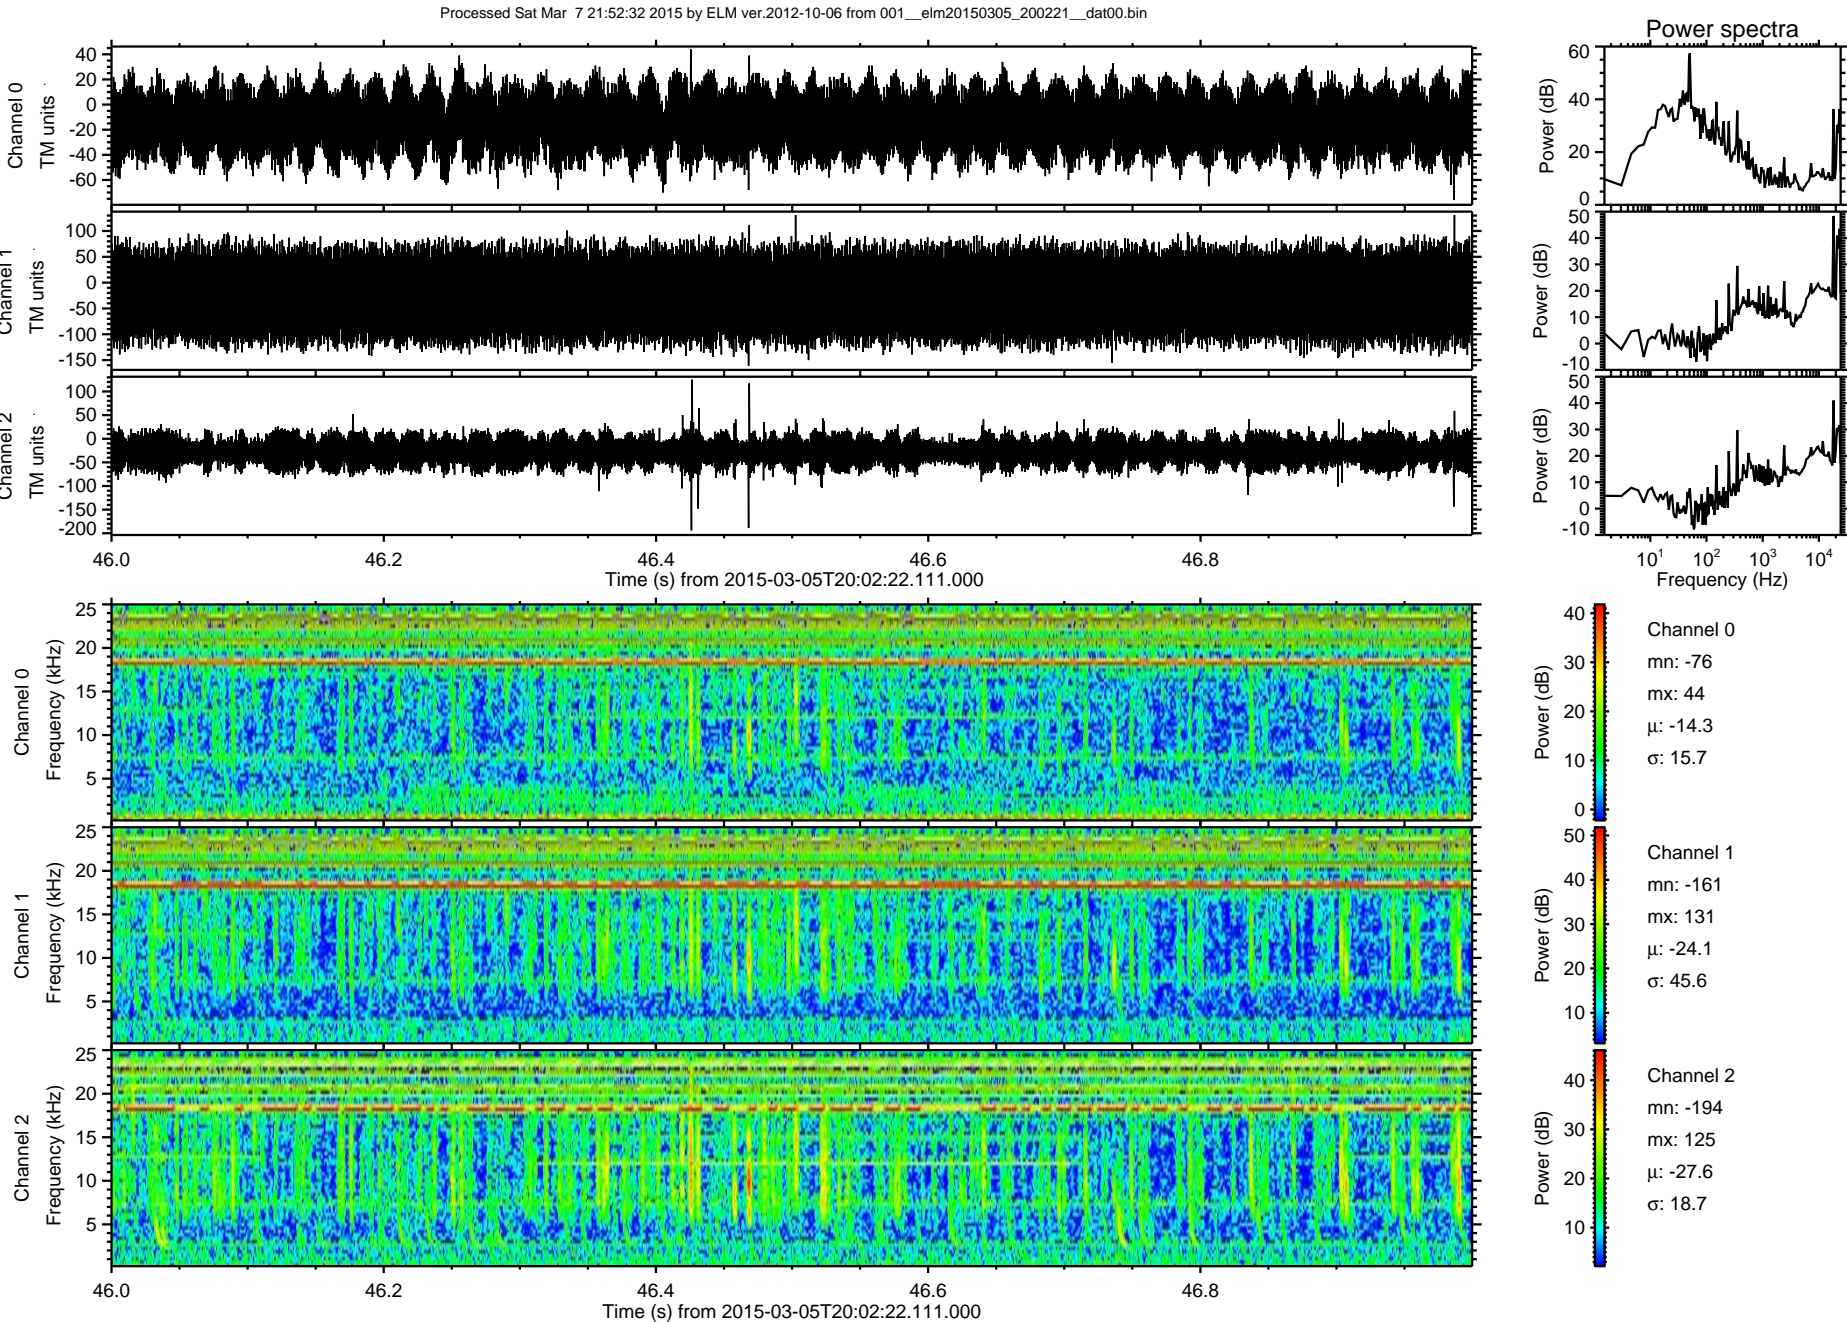 Processed Sat Mar  7 21:52:32 2015 by ELM ver.2012-10-06 from 001__elm20150305_200221__dat00.bin
Power spectra
Channel 0
TM units
40
20
0
-20
-40
-60
Power (dB)
60
40
20
0
Channel 1
TM units
100
50
0
-50
-100
-150
Power (dB)
50
40
30
20
10
0
-10
Channel 2
TM units
100
50
0
-50
-100
-150
-200
Power (dB)
50
40
30
20
10
0
-10
46.0 46.2 46.4 46.6 46.8
Time (s) from 2015-03-05T20:02:22.111.000
10^1 10^2 10^3 10^4
Frequency (Hz)
Channel 0
Frequency (kHz)
25
20
15
10
5
Power (dB)
40
30
20
10
0
Channel 0
mn: -76
mx: 44
μ: -14.3
σ: 15.7
Channel 1
Frequency (kHz)
25
20
15
10
5
Power (dB)
50
40
30
20
10
Channel 1
mn: -161
mx: 131
μ: -24.1
σ: 45.6
Channel 2
Frequency (kHz)
25
20
15
10
5
Power (dB)
40
30
20
10
Channel 2
mn: -194
mx: 125
μ: -27.6
σ: 18.7
46.0 46.2 46.4 46.6 46.8
Time (s) from 2015-03-05T20:02:22.111.000